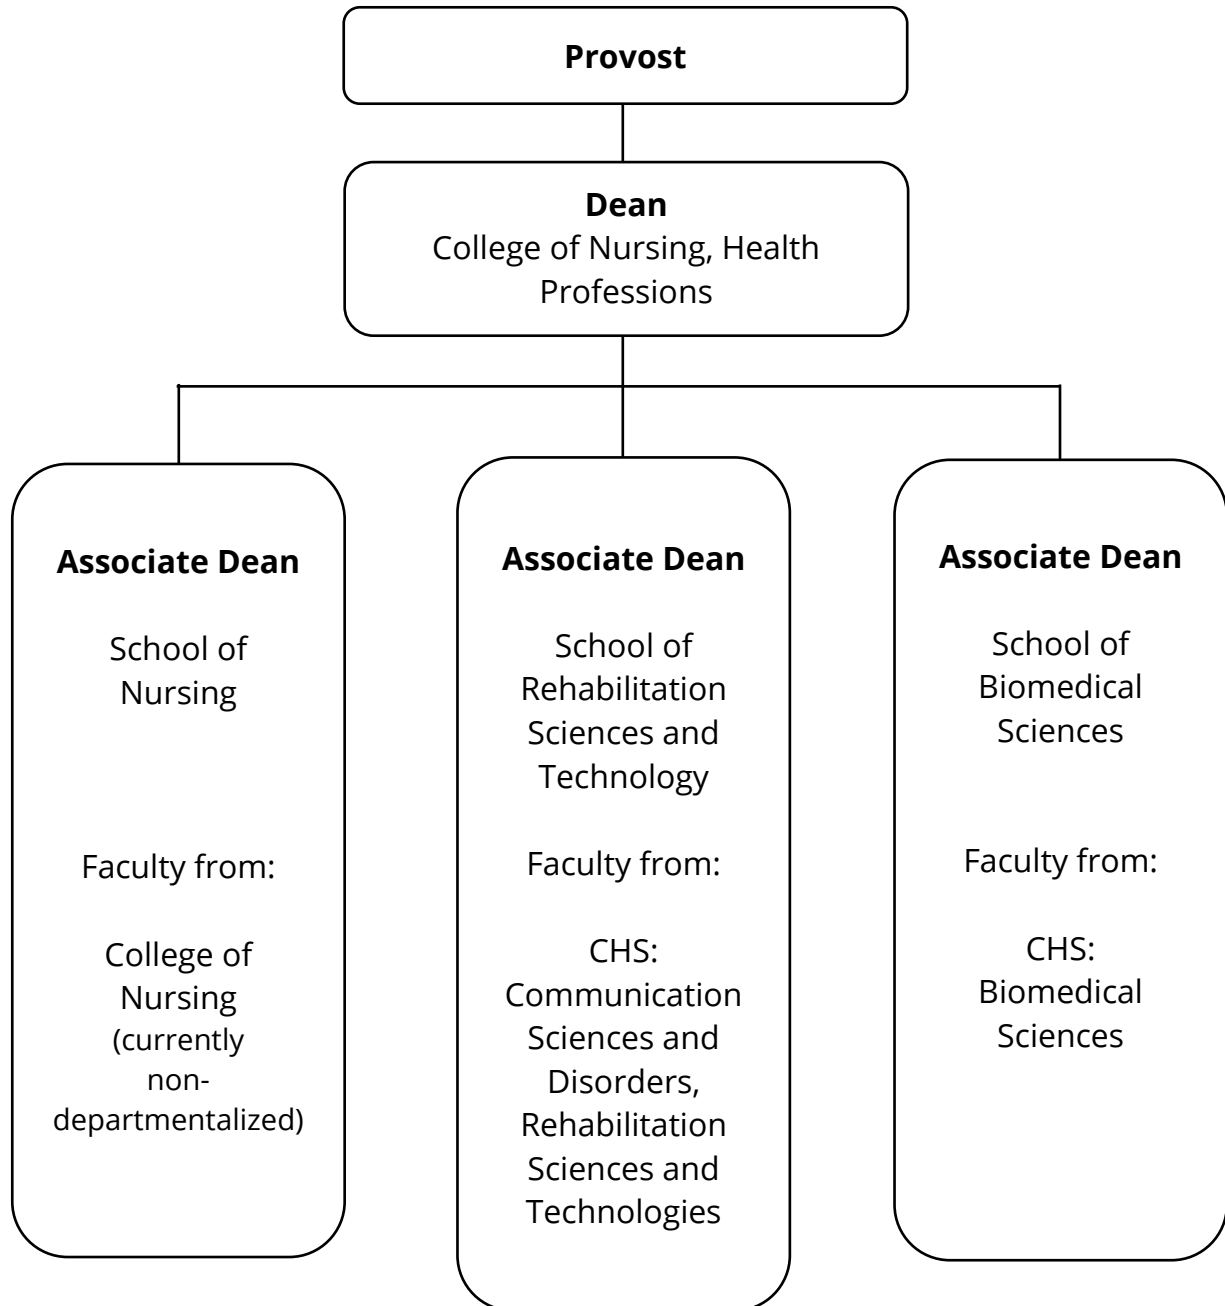 Provost
Dean
College of Nursing, Health
Professions
Associate Dean
School of
Nursing
Faculty from:
College of
Nursing
(currently
non-
departmentalized)
Associate Dean
School of
Rehabilitation
Sciences and
Technology
Faculty from:
CHS:
Communication
Sciences and
Disorders,
Rehabilitation
Sciences and
Technologies
Associate Dean
School of
Biomedical
Sciences
Faculty from:
CHS:
Biomedical
Sciences